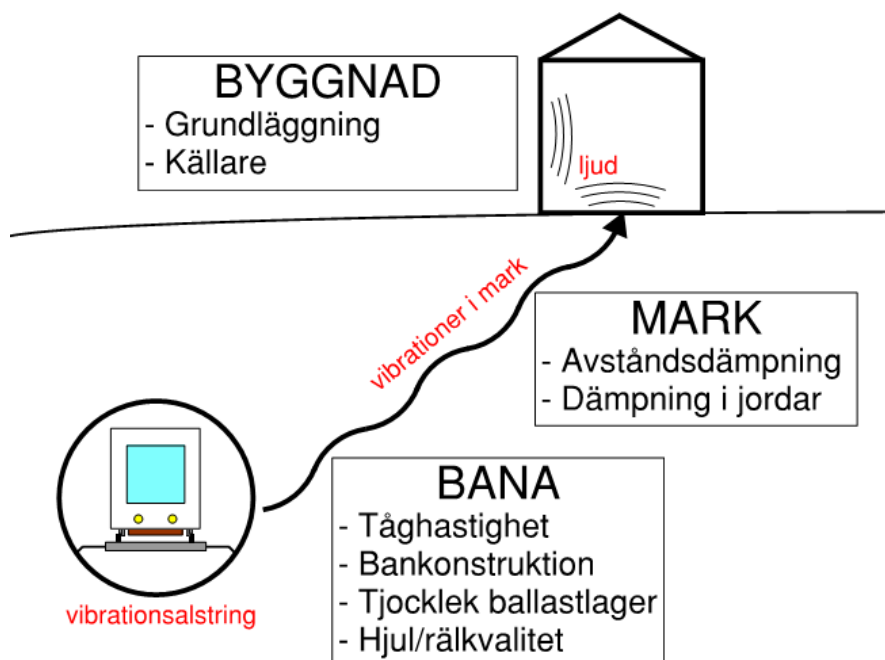 BYGGNAD
- Grundläggning
- Källare
ljud
vibrationer i mark
MARK
- Avståndsdämpning
- Dämpning i jordar
BANA
- Tåghastighet
- Bankonstruktion
- Tjocklek ballastlager
- Hjul/rälkvalitet
vibrationsalstring